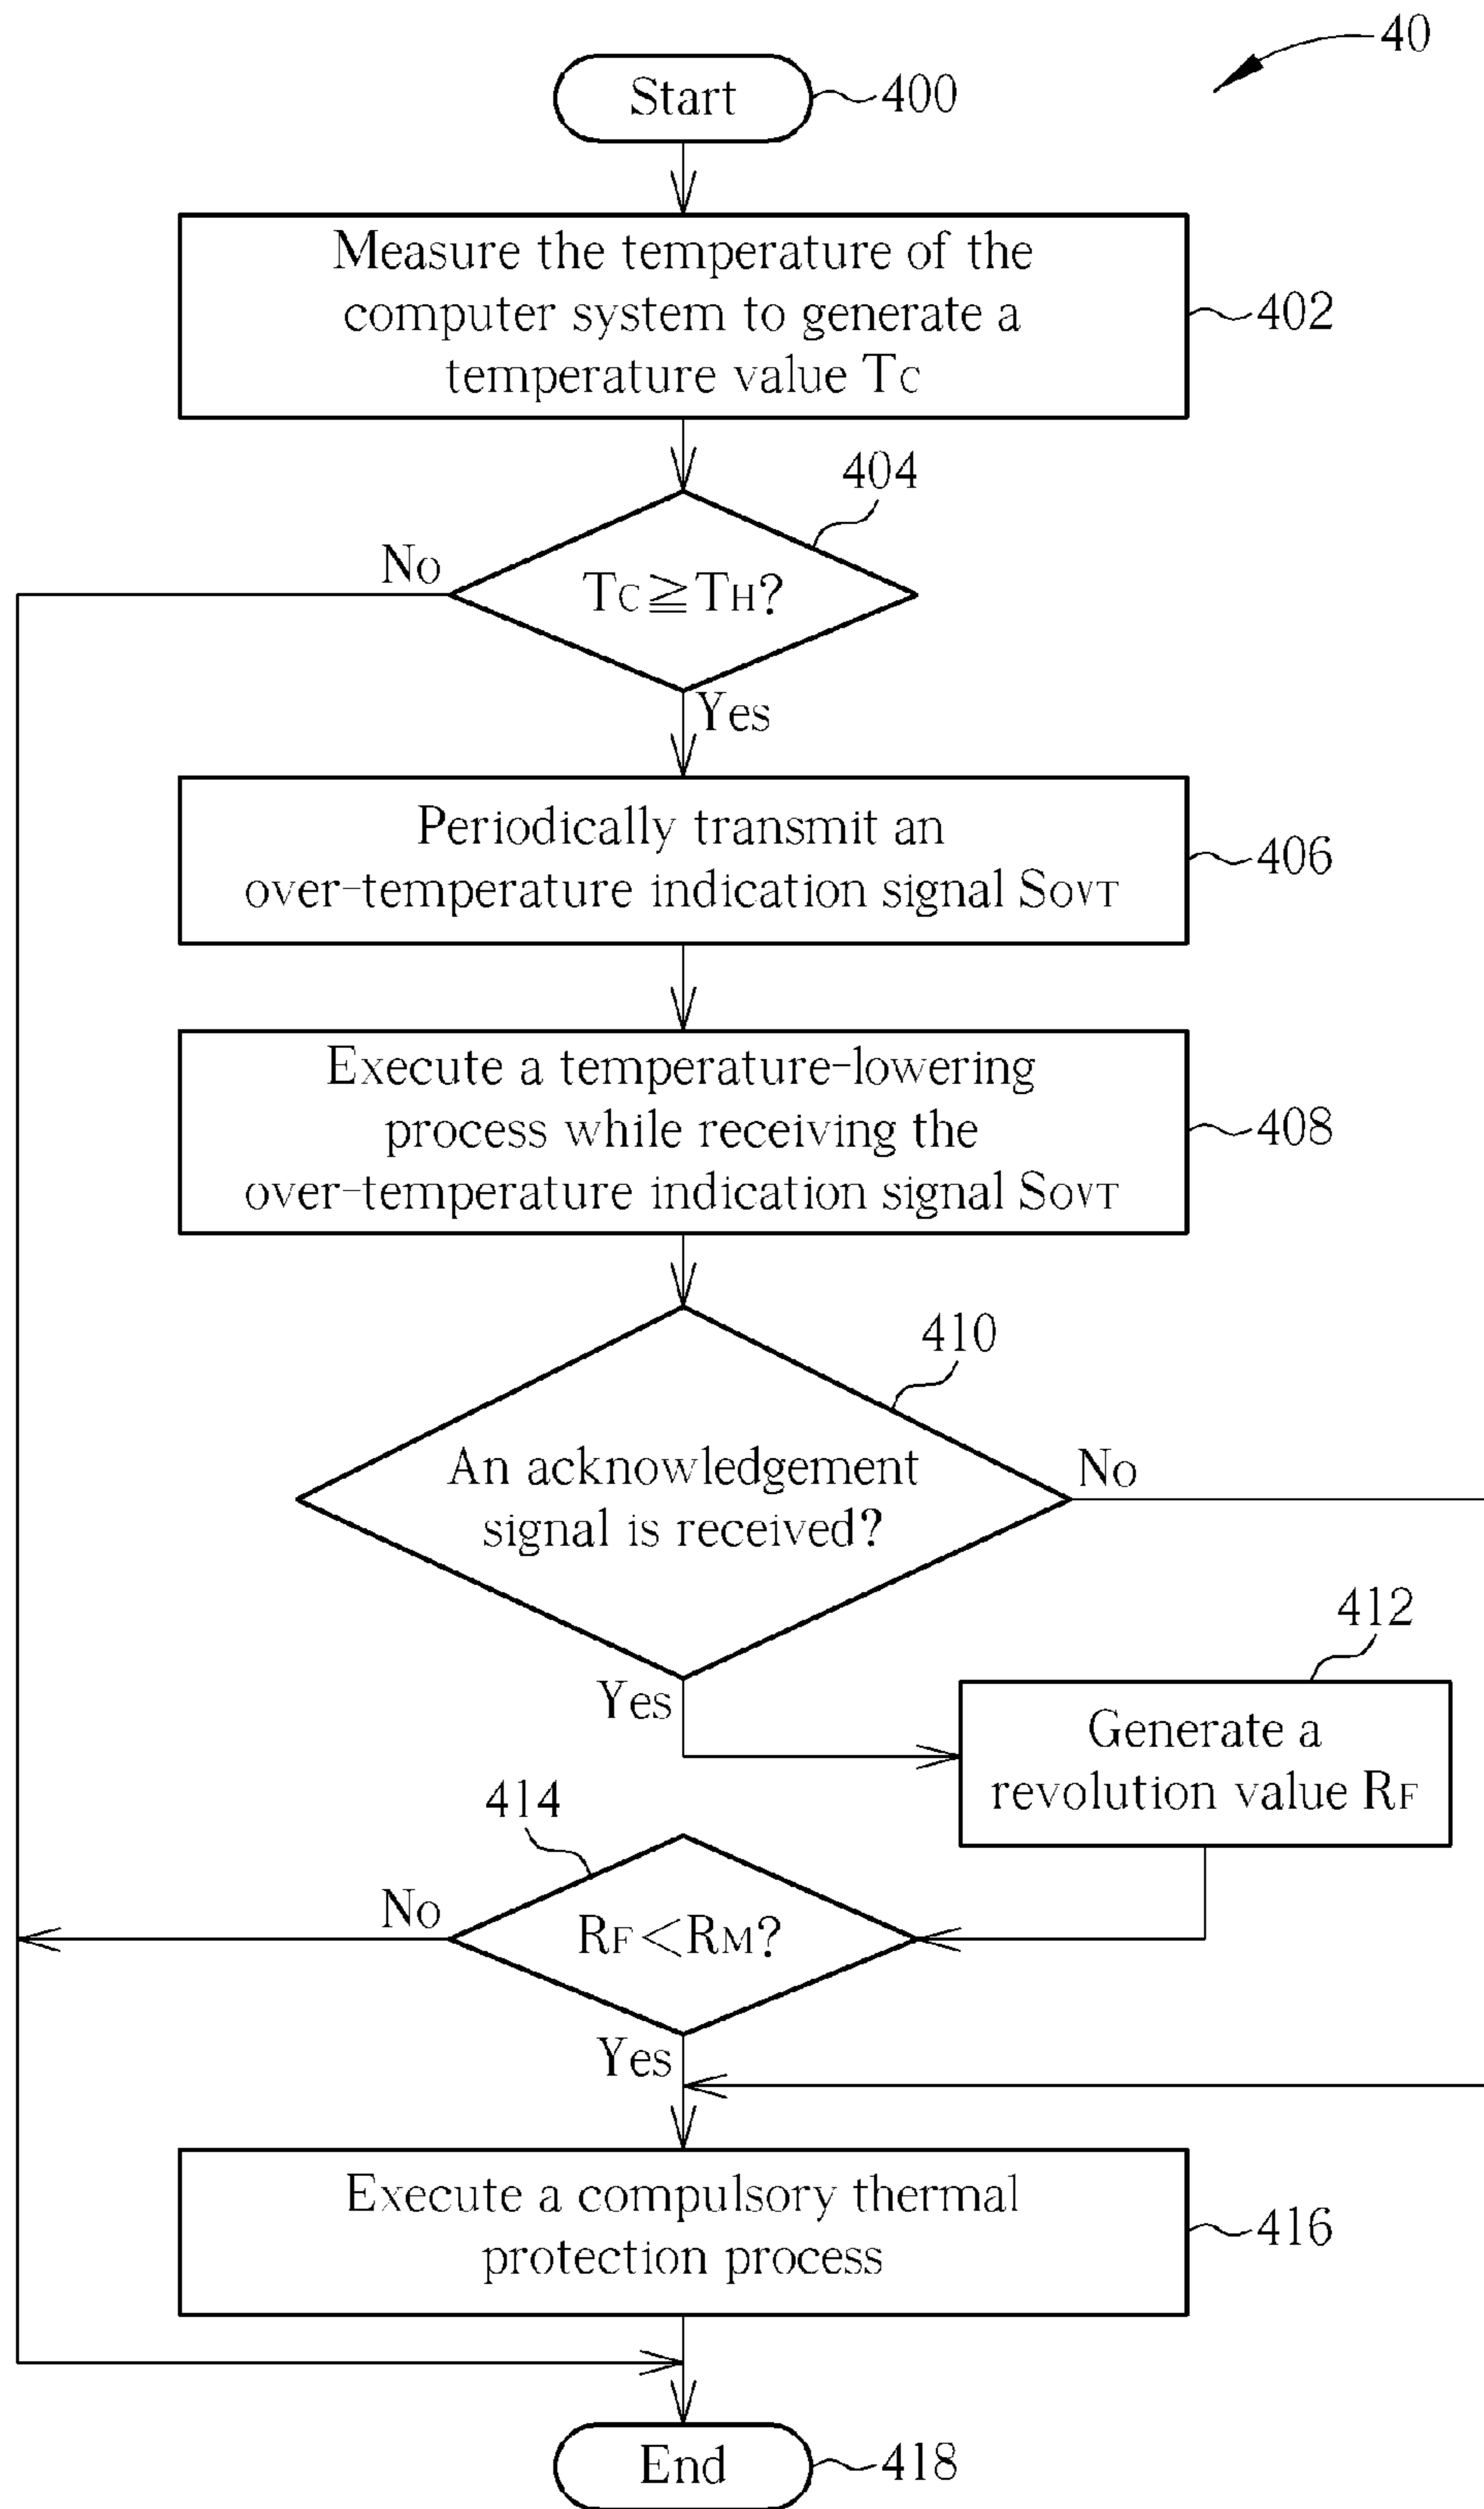 40
Start
400
Measure the temperature of the
computer system to generate a
temperature value TC
402
404
No
TC≧TH?
Yes
Periodically transmit an
over-temperature indication signal SOVT
406
Execute a temperature-lowering
process while receiving the
over-temperature indication signal SOVT
408
410
An acknowledgement
signal is received?
No
Yes
412
Generate a
revolution value RF
414
No
RF<RM?
Yes
Execute a compulsory thermal
protection process
416
End
418